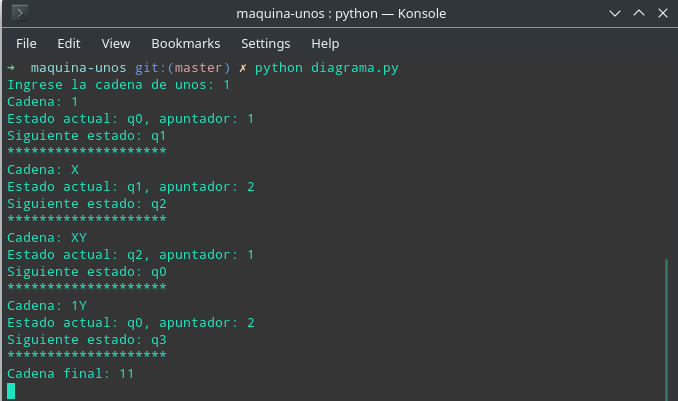 maquina-unos : python — Konsole
File Edit View Bookmarks Settings Help
➜ maquina-unos git:(master) ✗ python diagrama.py
Ingrese la cadena de unos: 1
Cadena: 1
Estado actual: q0, apuntador: 1
Siguiente estado: q1
********************
Cadena: X
Estado actual: q1, apuntador: 2
Siguiente estado: q2
********************
Cadena: XY
Estado actual: q2, apuntador: 1
Siguiente estado: q0
********************
Cadena: 1Y
Estado actual: q0, apuntador: 2
Siguiente estado: q3
********************
Cadena final: 11